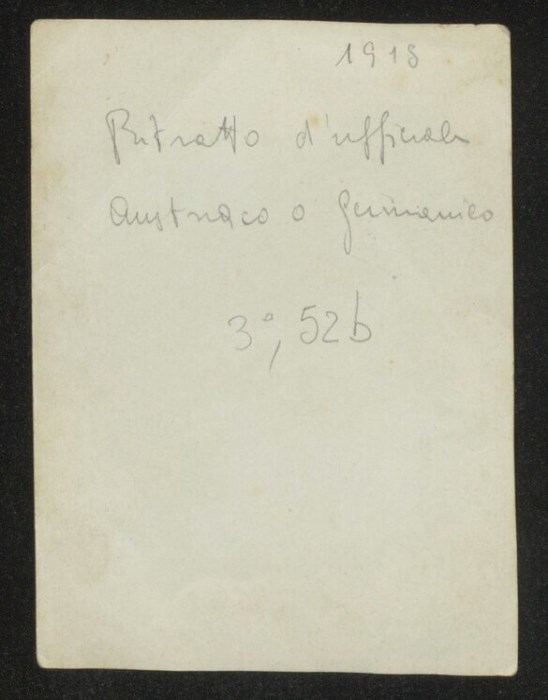 1918
Ritratto d'ufficiale
Austriaco o Germanico
3°, 52b